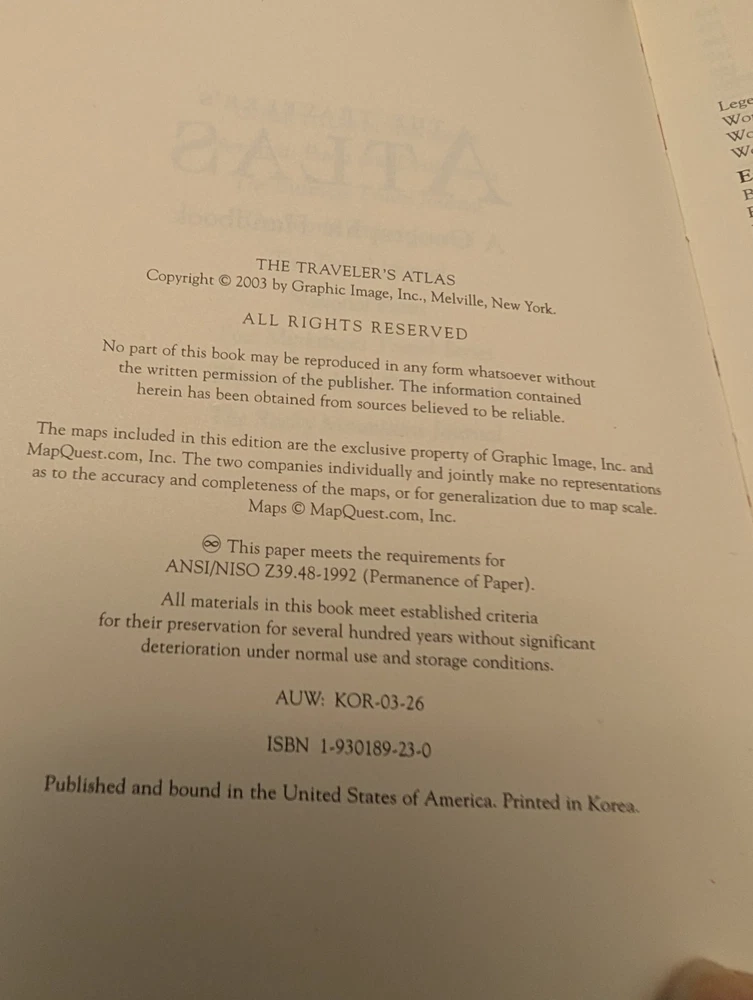 THE TRAVELER'S ATLAS
Copyright © 2003 by Graphic Image, Inc., Melville, New York.
ALL RIGHTS RESERVED
No part of this book may be reproduced in any form whatsoever without
the written permission of the publisher. The information contained
herein has been obtained from sources believed to be reliable.
The maps included in this edition are the exclusive property of Graphic Image, Inc. and
MapQuest.com, Inc. The two companies individually and jointly make no representations
as to the accuracy and completeness of the maps, or for generalization due to map scale.
Maps © MapQuest.com, Inc.
♾ This paper meets the requirements for
ANSI/NISO Z39.48-1992 (Permanence of Paper).
All materials in this book meet established criteria
for their preservation for several hundred years without significant
deterioration under normal use and storage conditions.
AUW: KOR-03-26
ISBN 1-930189-23-0
Published and bound in the United States of America. Printed in Korea.